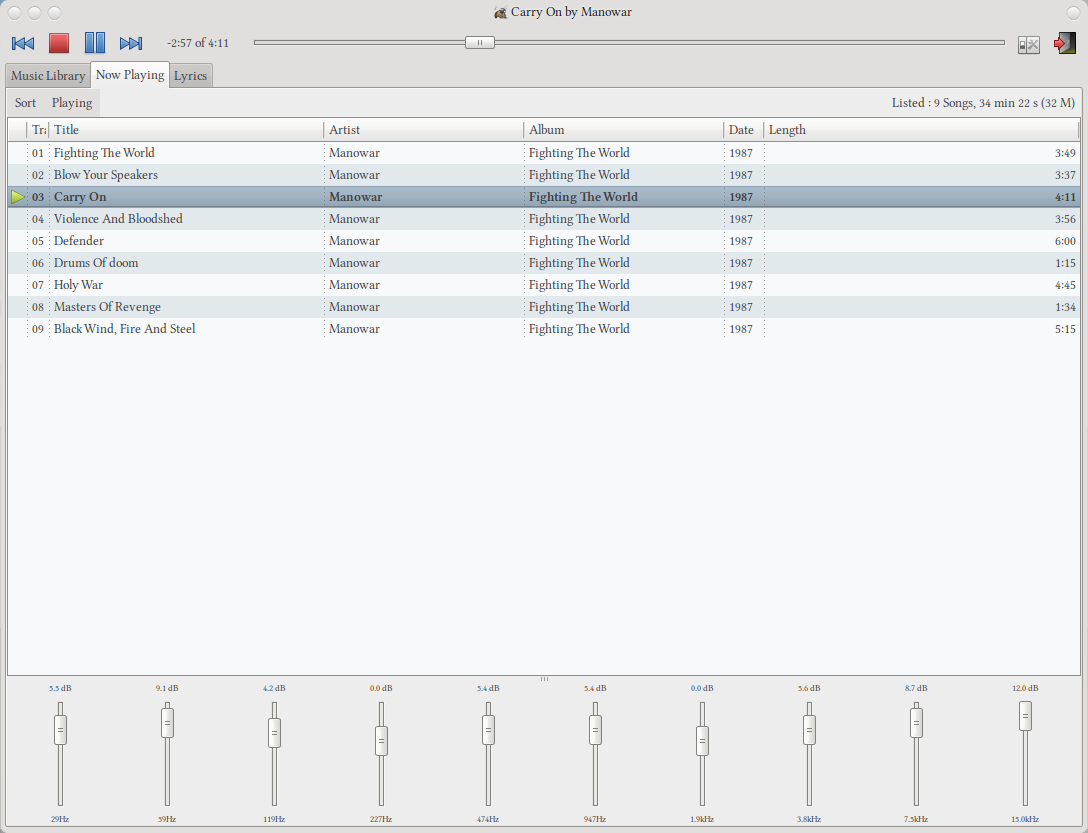 Carry On by Manowar
-2:57 of 4:11
Music Library Now Playing Lyrics
Sort Playing Listed : 9 Songs, 34 min 22 s (32 M)
Tra Title Artist Album Date Length
01 Fighting The World Manowar Fighting The World 1987 3:49
02 Blow Your Speakers Manowar Fighting The World 1987 3:37
03 Carry On Manowar Fighting The World 1987 4:11
04 Violence And Bloodshed Manowar Fighting The World 1987 3:56
05 Defender Manowar Fighting The World 1987 6:00
06 Drums Of doom Manowar Fighting The World 1987 1:15
07 Holy War Manowar Fighting The World 1987 4:45
08 Masters Of Revenge Manowar Fighting The World 1987 1:34
09 Black Wind, Fire And Steel Manowar Fighting The World 1987 5:15
5.5 dB 9.1 dB 4.2 dB 0.0 dB 5.4 dB 5.4 dB 0.0 dB 5.6 dB 8.7 dB 12.0 dB
29Hz 59Hz 119Hz 227Hz 474Hz 947Hz 1.9kHz 3.8kHz 7.5kHz 15.0kHz